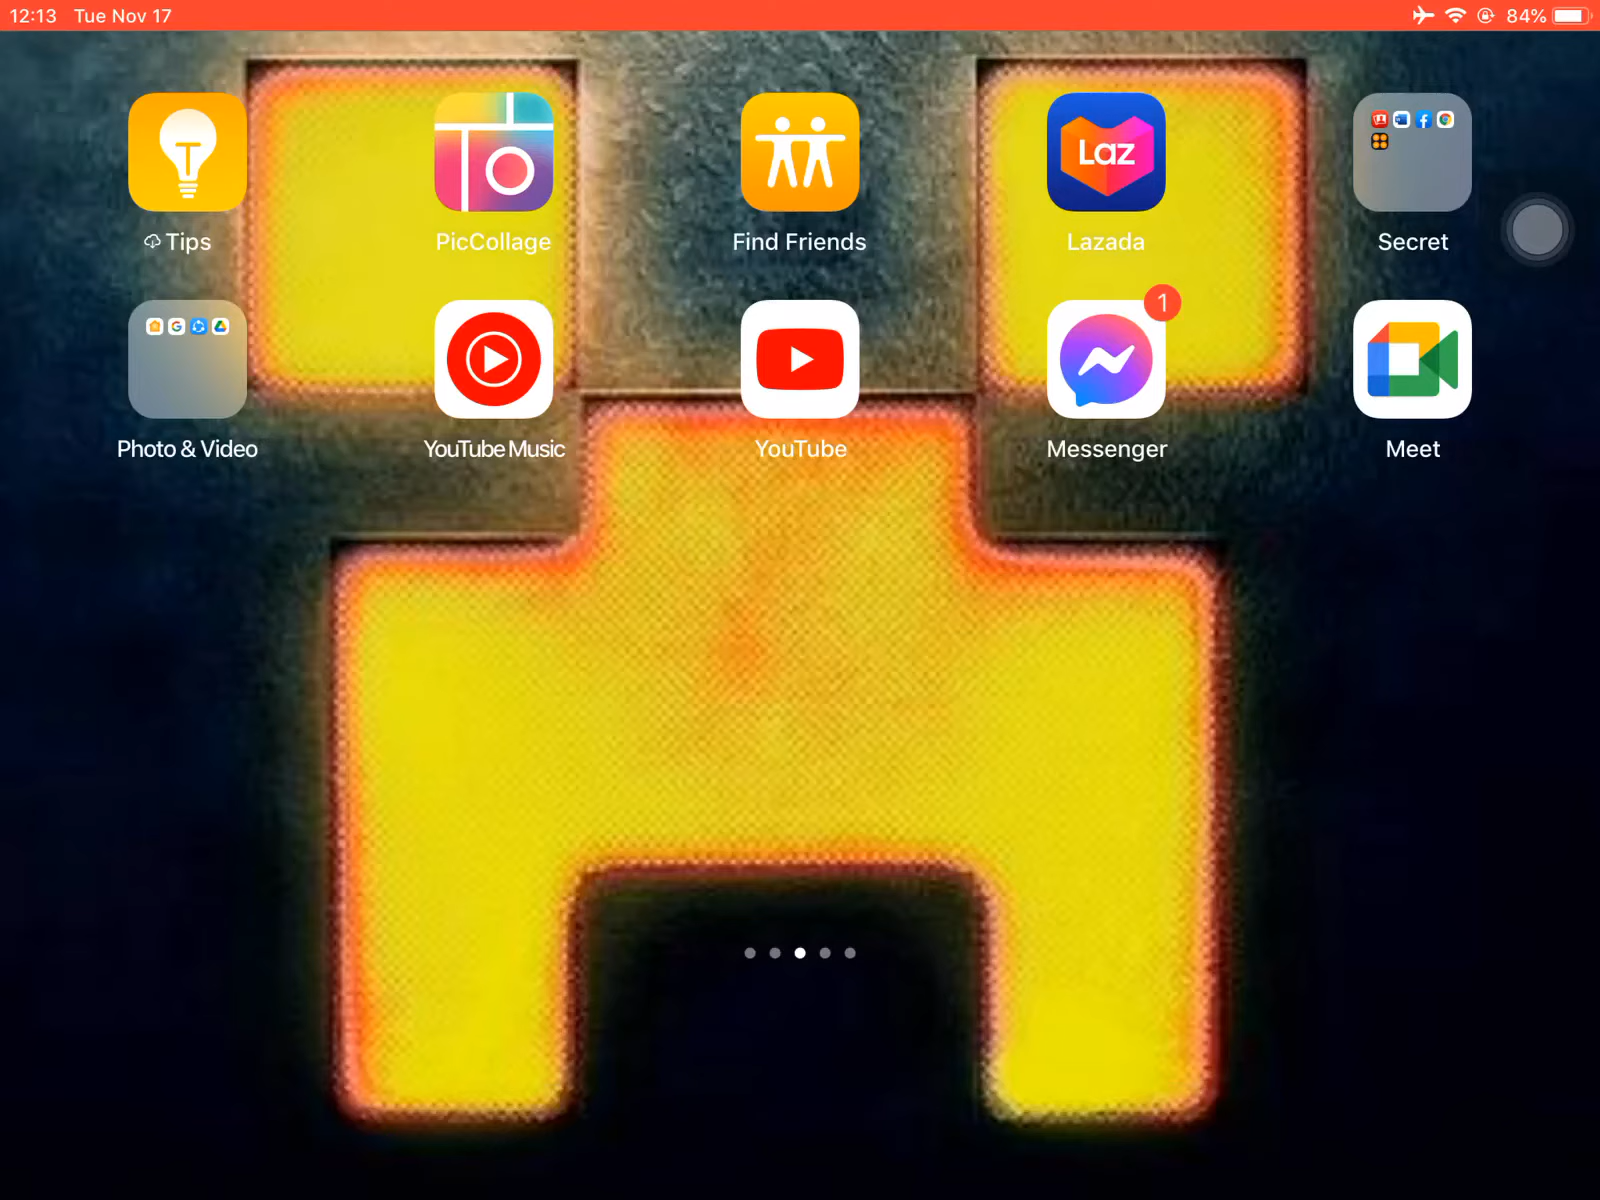 12:13 Tue Nov 17 84%
T
Laz
Tips PicCollage Find Friends Lazada Secret
1
Photo & Video YouTube Music YouTube Messenger Meet